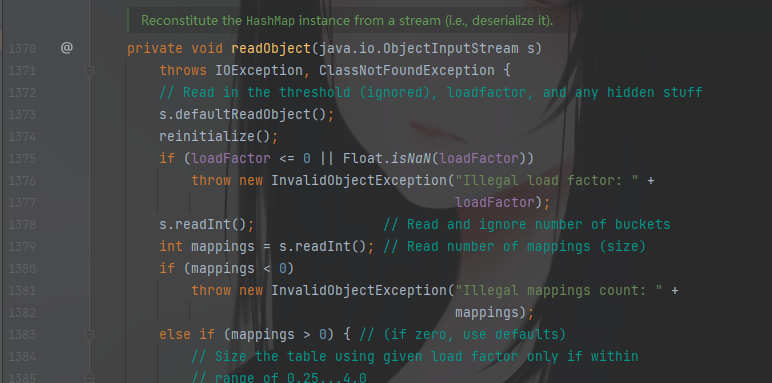 Reconstitute the HashMap instance from a stream (i.e., deserialize it).
1370 @ private void readObject(java.io.ObjectInputStream s)
1371 throws IOException, ClassNotFoundException {
1372 // Read in the threshold (ignored), loadfactor, and any hidden stuff
1373 s.defaultReadObject();
1374 reinitialize();
1375 if (loadFactor <= 0 || Float.isNaN(loadFactor))
1376 throw new InvalidObjectException("Illegal load factor: " +
1377 loadFactor);
1378 s.readInt(); // Read and ignore number of buckets
1379 int mappings = s.readInt(); // Read number of mappings (size)
1380 if (mappings < 0)
1381 throw new InvalidObjectException("Illegal mappings count: " +
1382 mappings);
1383 else if (mappings > 0) { // (if zero, use defaults)
1384 // Size the table using given load factor only if within
1385 // range of 0.25...4.0